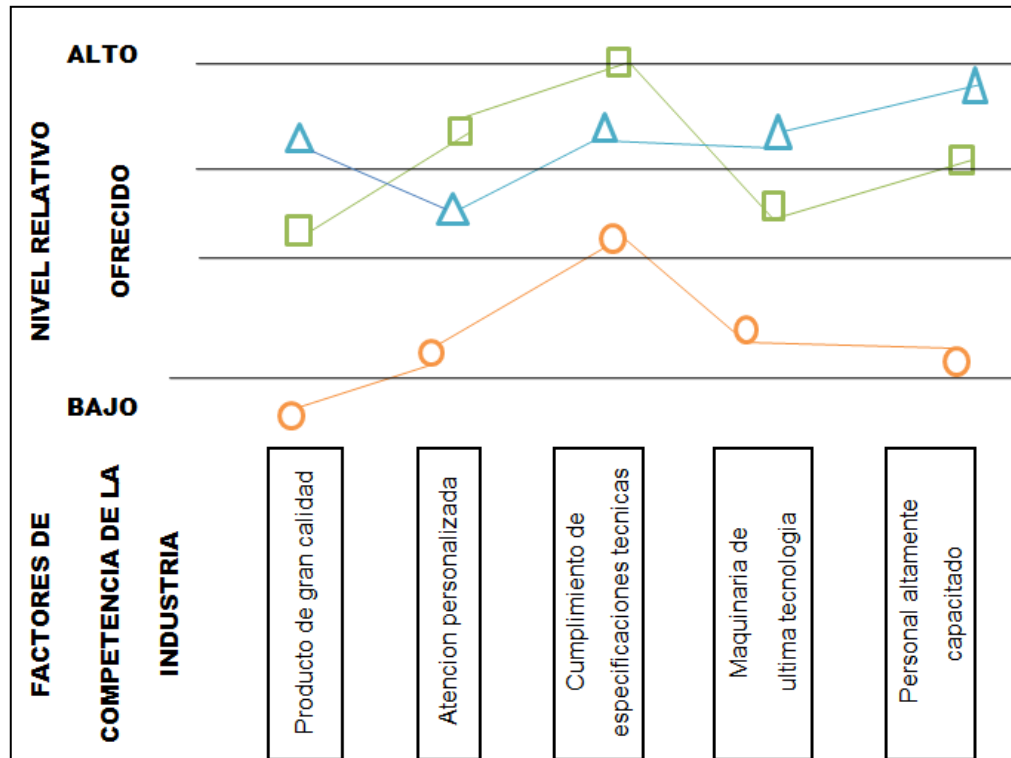 ALTO
NIVEL RELATIVO
OFRECIDO
BAJO
FACTORES DE
COMPETENCIA DE LA
INDUSTRIA
Producto de gran calidad
Atencion personalizada
Cumplimiento de
especificaciones tecnicas
Maquinaria de
ultima tecnologia
Personal altamente
capacitado